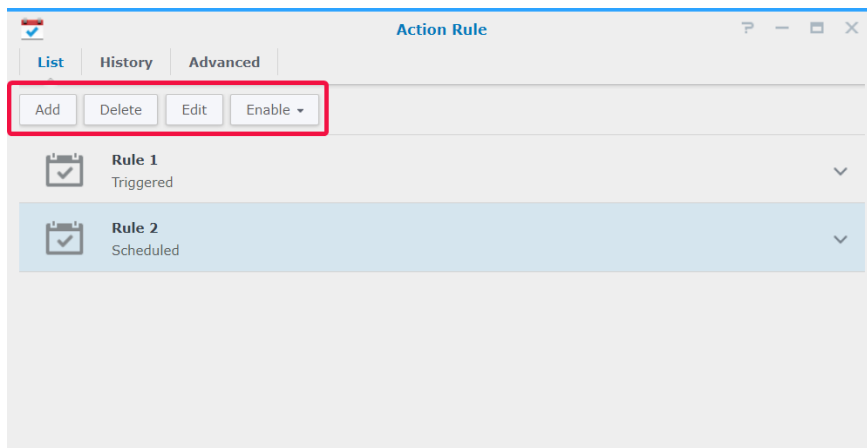 Action Rule
List History Advanced
Add Delete Edit Enable
Rule 1
Triggered
Rule 2
Scheduled